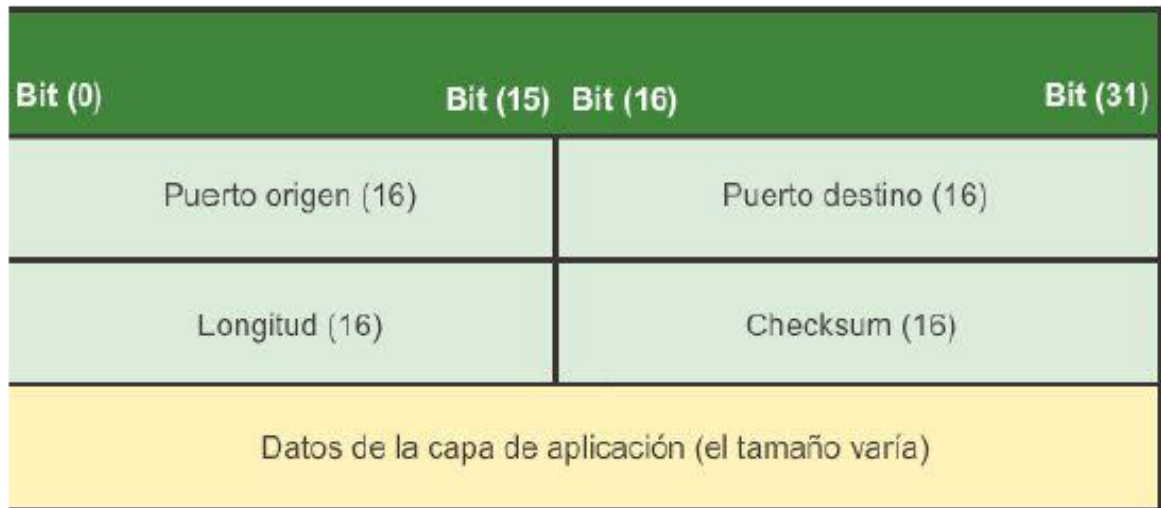 Bit (0) Bit (15) Bit (16) Bit (31)
Puerto origen (16) Puerto destino (16)
Longitud (16) Checksum (16)
Datos de la capa de aplicación (el tamaño varía)